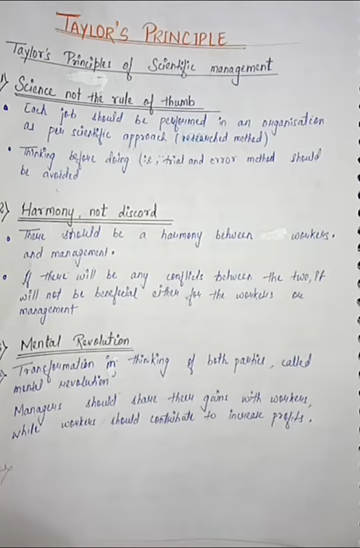 TAYLOR'S PRINCIPLE
Taylor's Principles of Scientific management
1) Science not the rule of thumb
• Each job should be performed in an organisation
as per scientific approach (researched method)
• Thinking before doing (i.e, trial and error method should
be avoided
2) Harmony, not discord
• There should be a harmony between workers.
and management.
• If there will be any conflicts between the two, it
will not be beneficial either for the workers or
management
Mental Revolution
Transformation in thinking of both parties, called
mental revolution
Managers should share their gains with workers,
while workers should contribute to increase profits.